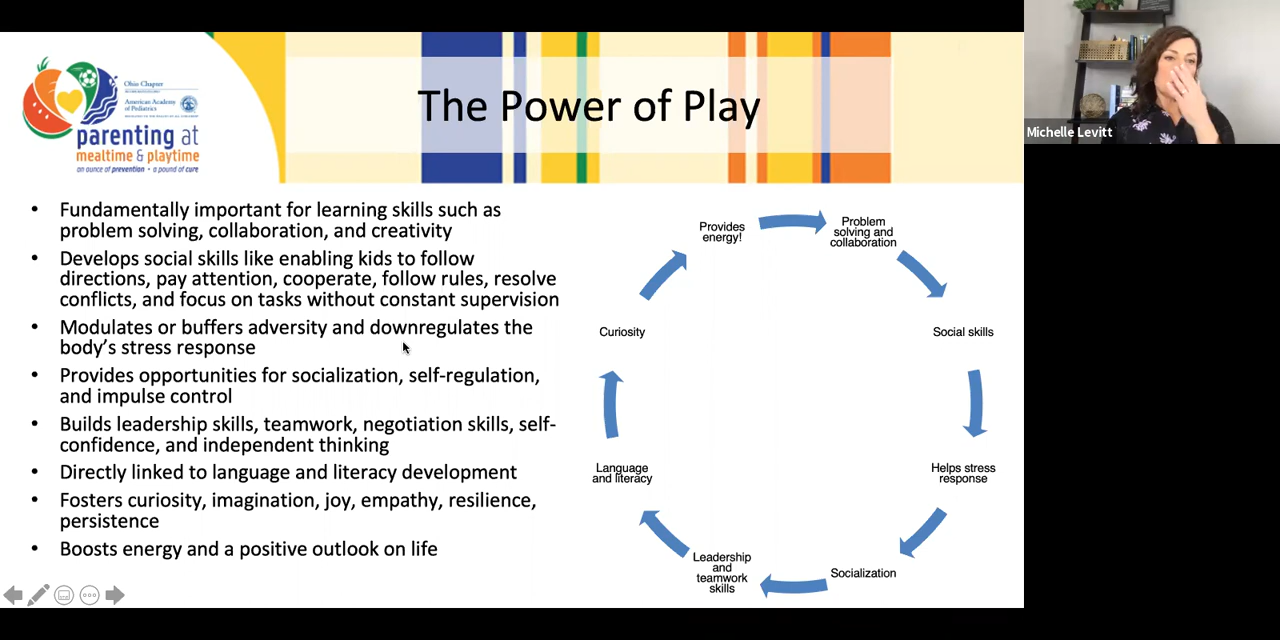 Ohio Chapter
American Academy
of Pediatrics
parenting at
mealtime & playtime
an ounce of prevention • a pound of cure
The Power of Play
Michelle Levitt
• Fundamentally important for learning skills such as
problem solving, collaboration, and creativity
• Develops social skills like enabling kids to follow
directions, pay attention, cooperate, follow rules, resolve
conflicts, and focus on tasks without constant supervision
• Modulates or buffers adversity and downregulates the
body's stress response
• Provides opportunities for socialization, self-regulation,
and impulse control
• Builds leadership skills, teamwork, negotiation skills, self-
confidence, and independent thinking
• Directly linked to language and literacy development
• Fosters curiosity, imagination, joy, empathy, resilience,
persistence
• Boosts energy and a positive outlook on life
Provides
energy!
Problem
solving and
collaboration
Social skills
Helps stress
response
Socialization
Leadership
and
teamwork
skills
Language
and literacy
Curiosity